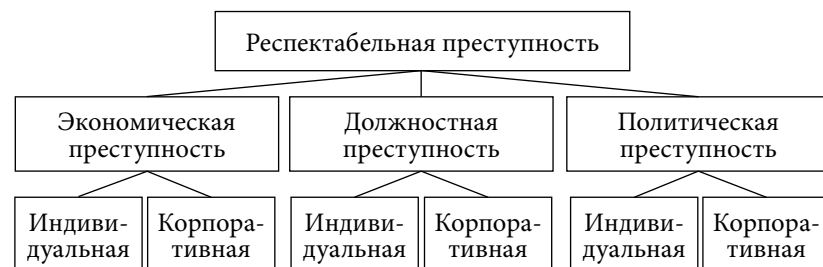 Респектабельная преступность
Экономическая
преступность
Должностная
преступность
Политическая
преступность
Индиви-
дуальная
Корпора-
тивная
Индиви-
дуальная
Корпора-
тивная
Индиви-
дуальная
Корпора-
тивная